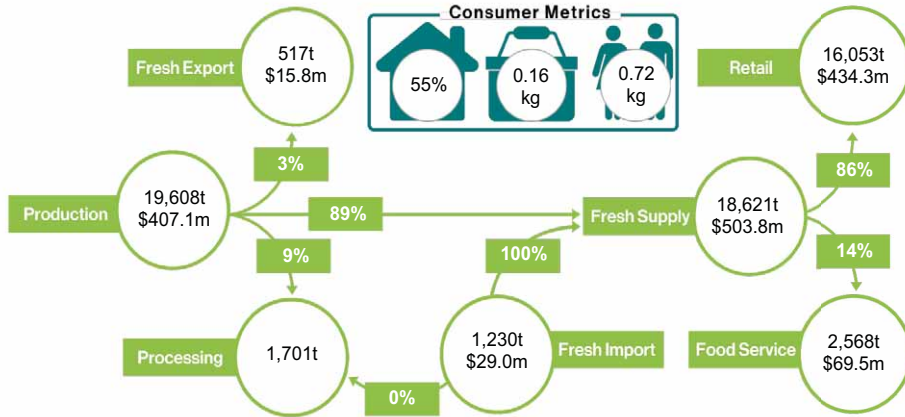 Consumer Metrics
Fresh Export
517t
$15.8m
55%
0.16
kg
0.72
kg
Retail
16,053t
$434.3m
3%
86%
Production
19,608t
$407.1m
89%
Fresh Supply
18,621t
$503.8m
9%
100%
14%
Processing
1,701t
1,230t
$29.0m
Fresh Import
Food Service
2,568t
$69.5m
0%